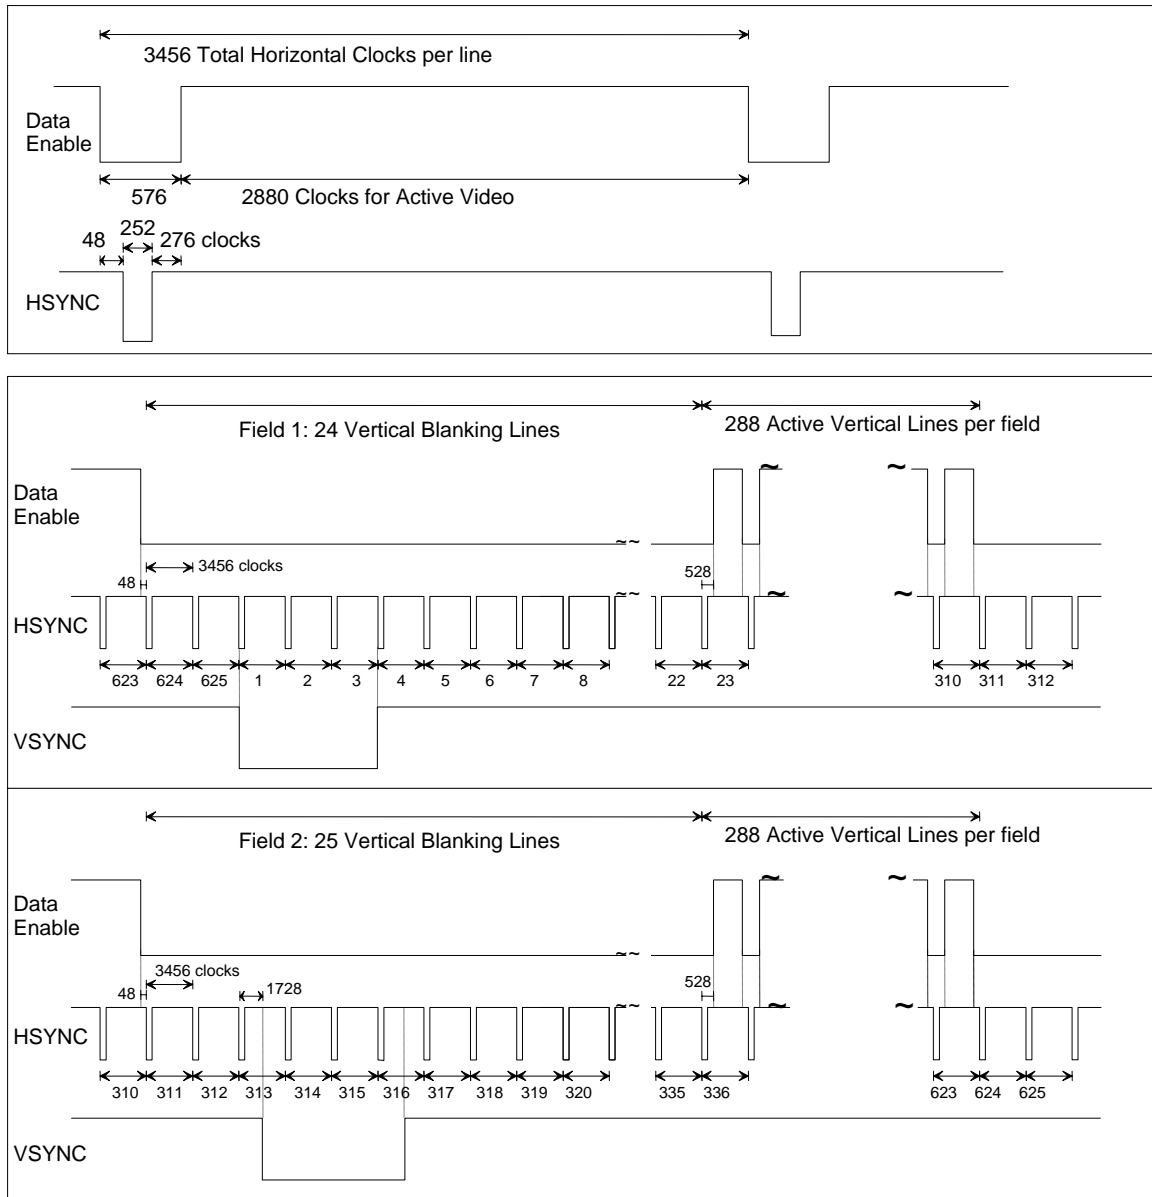 3456 Total Horizontal Clocks per line
Data
Enable
576
2880 Clocks for Active Video
252
48
276 clocks
HSYNC
Field 1: 24 Vertical Blanking Lines
288 Active Vertical Lines per field
Data
Enable
~~
3456 clocks
48
528
HSYNC
623 624 625 1 2 3 4 5 6 7 8 22 23 310 311 312
VSYNC
Field 2: 25 Vertical Blanking Lines
288 Active Vertical Lines per field
Data
Enable
~~
3456 clocks
48
1728
528
HSYNC
310 311 312 313 314 315 316 317 318 319 320 335 336 623 624 625
VSYNC